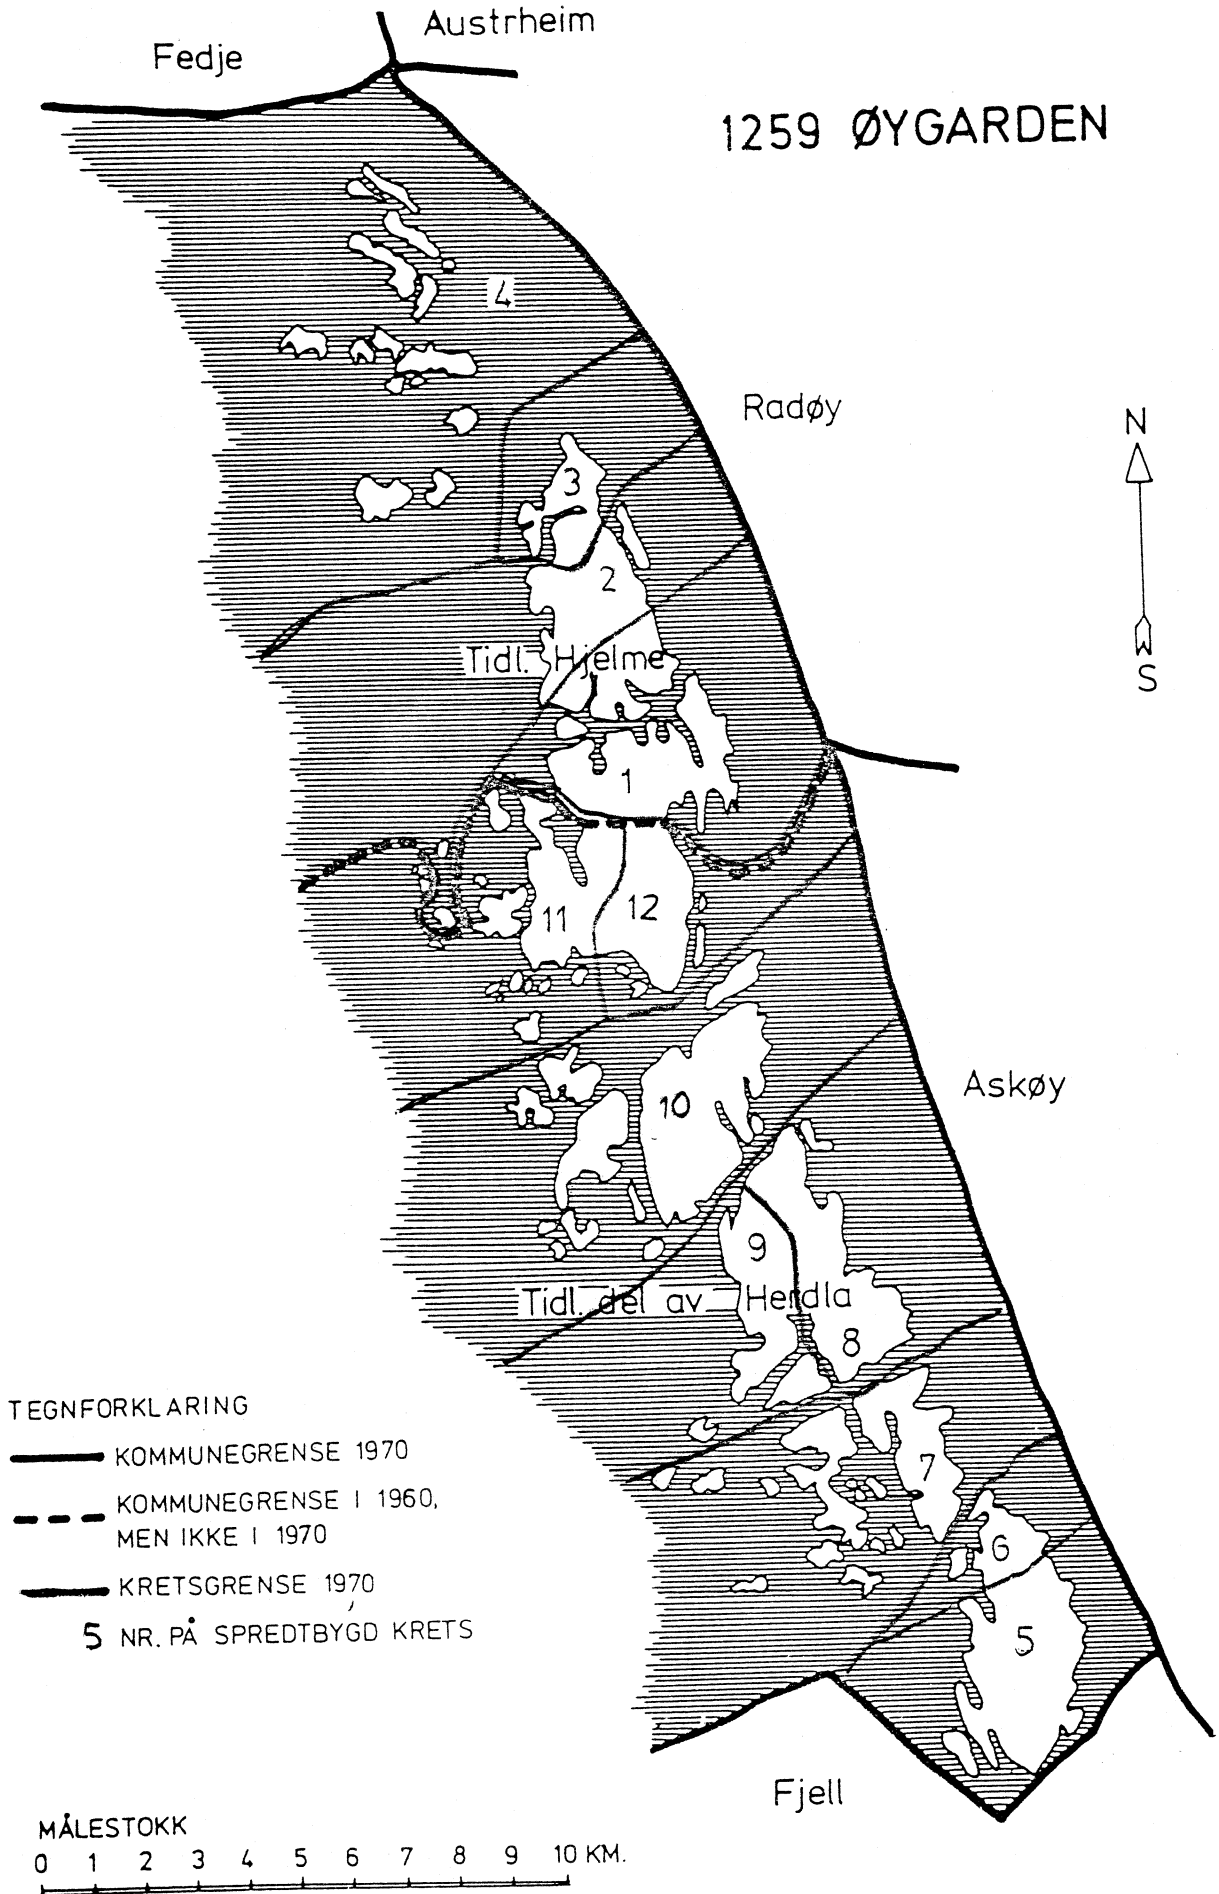 Austrheim
Fedje
1259 ØYGARDEN
4
Radøy
N
3
2
Tidl. Hjelme
S
1
11
12
Askøy
10
9
Tidl. del av Herdla
8
TEGNFORKLARING
KOMMUNEGRENSE 1970
7
KOMMUNEGRENSE I 1960,
MEN IKKE I 1970
6
KRETSGRENSE 1970
5 NR. PÅ SPREDTBYGD KRETS
5
Fjell
MÅLESTOKK
0 1 2 3 4 5 6 7 8 9 10 KM.